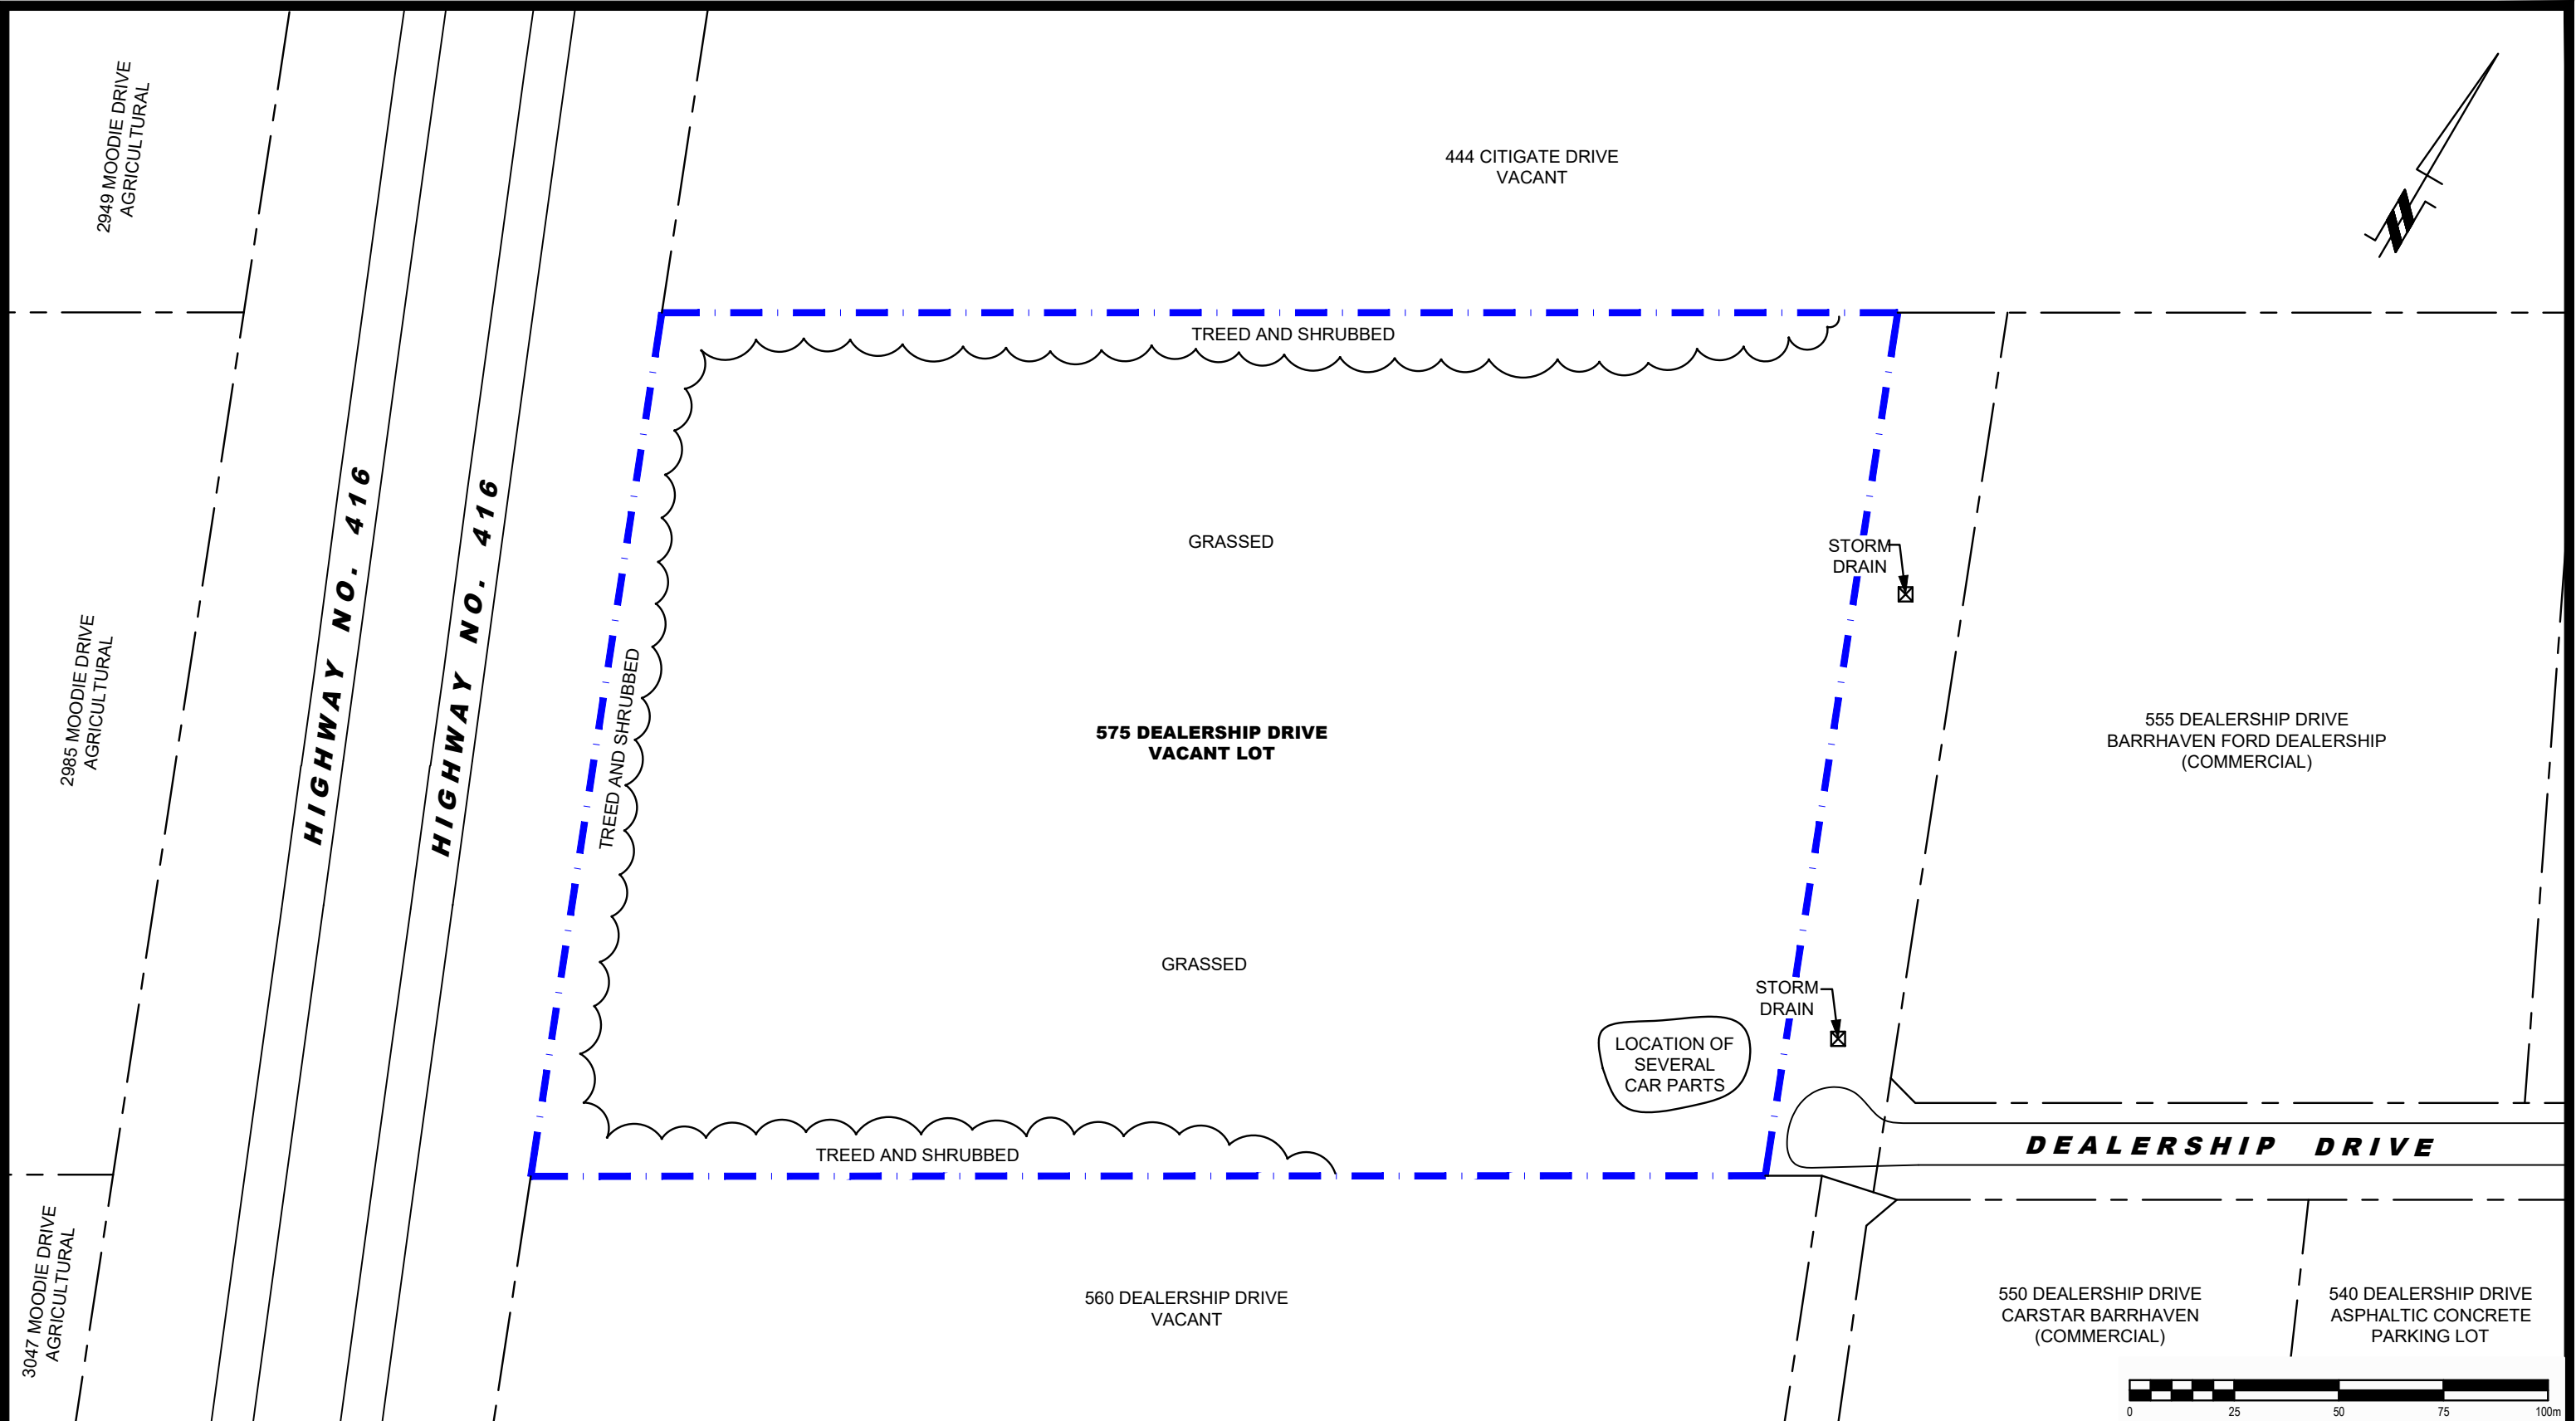 2949 MOODIE DRIVE
AGRICULTURAL
444 CITIGATE DRIVE
VACANT
TREED AND SHRUBBED
HIGHWAY NO. 416
HIGHWAY NO. 416
GRASSED
STORM
DRAIN
2985 MOODIE DRIVE
AGRICULTURAL
TREED AND SHRUBBED
575 DEALERSHIP DRIVE
VACANT LOT
555 DEALERSHIP DRIVE
BARRHAVEN FORD DEALERSHIP
(COMMERCIAL)
GRASSED
STORM
DRAIN
LOCATION OF
SEVERAL
CAR PARTS
DEALERSHIP DRIVE
TREED AND SHRUBBED
3047 MOODIE DRIVE
AGRICULTURAL
560 DEALERSHIP DRIVE
VACANT
550 DEALERSHIP DRIVE
CARSTAR BARRHAVEN
(COMMERCIAL)
540 DEALERSHIP DRIVE
ASPHALTIC CONCRETE
PARKING LOT
0 25 50 75 100m